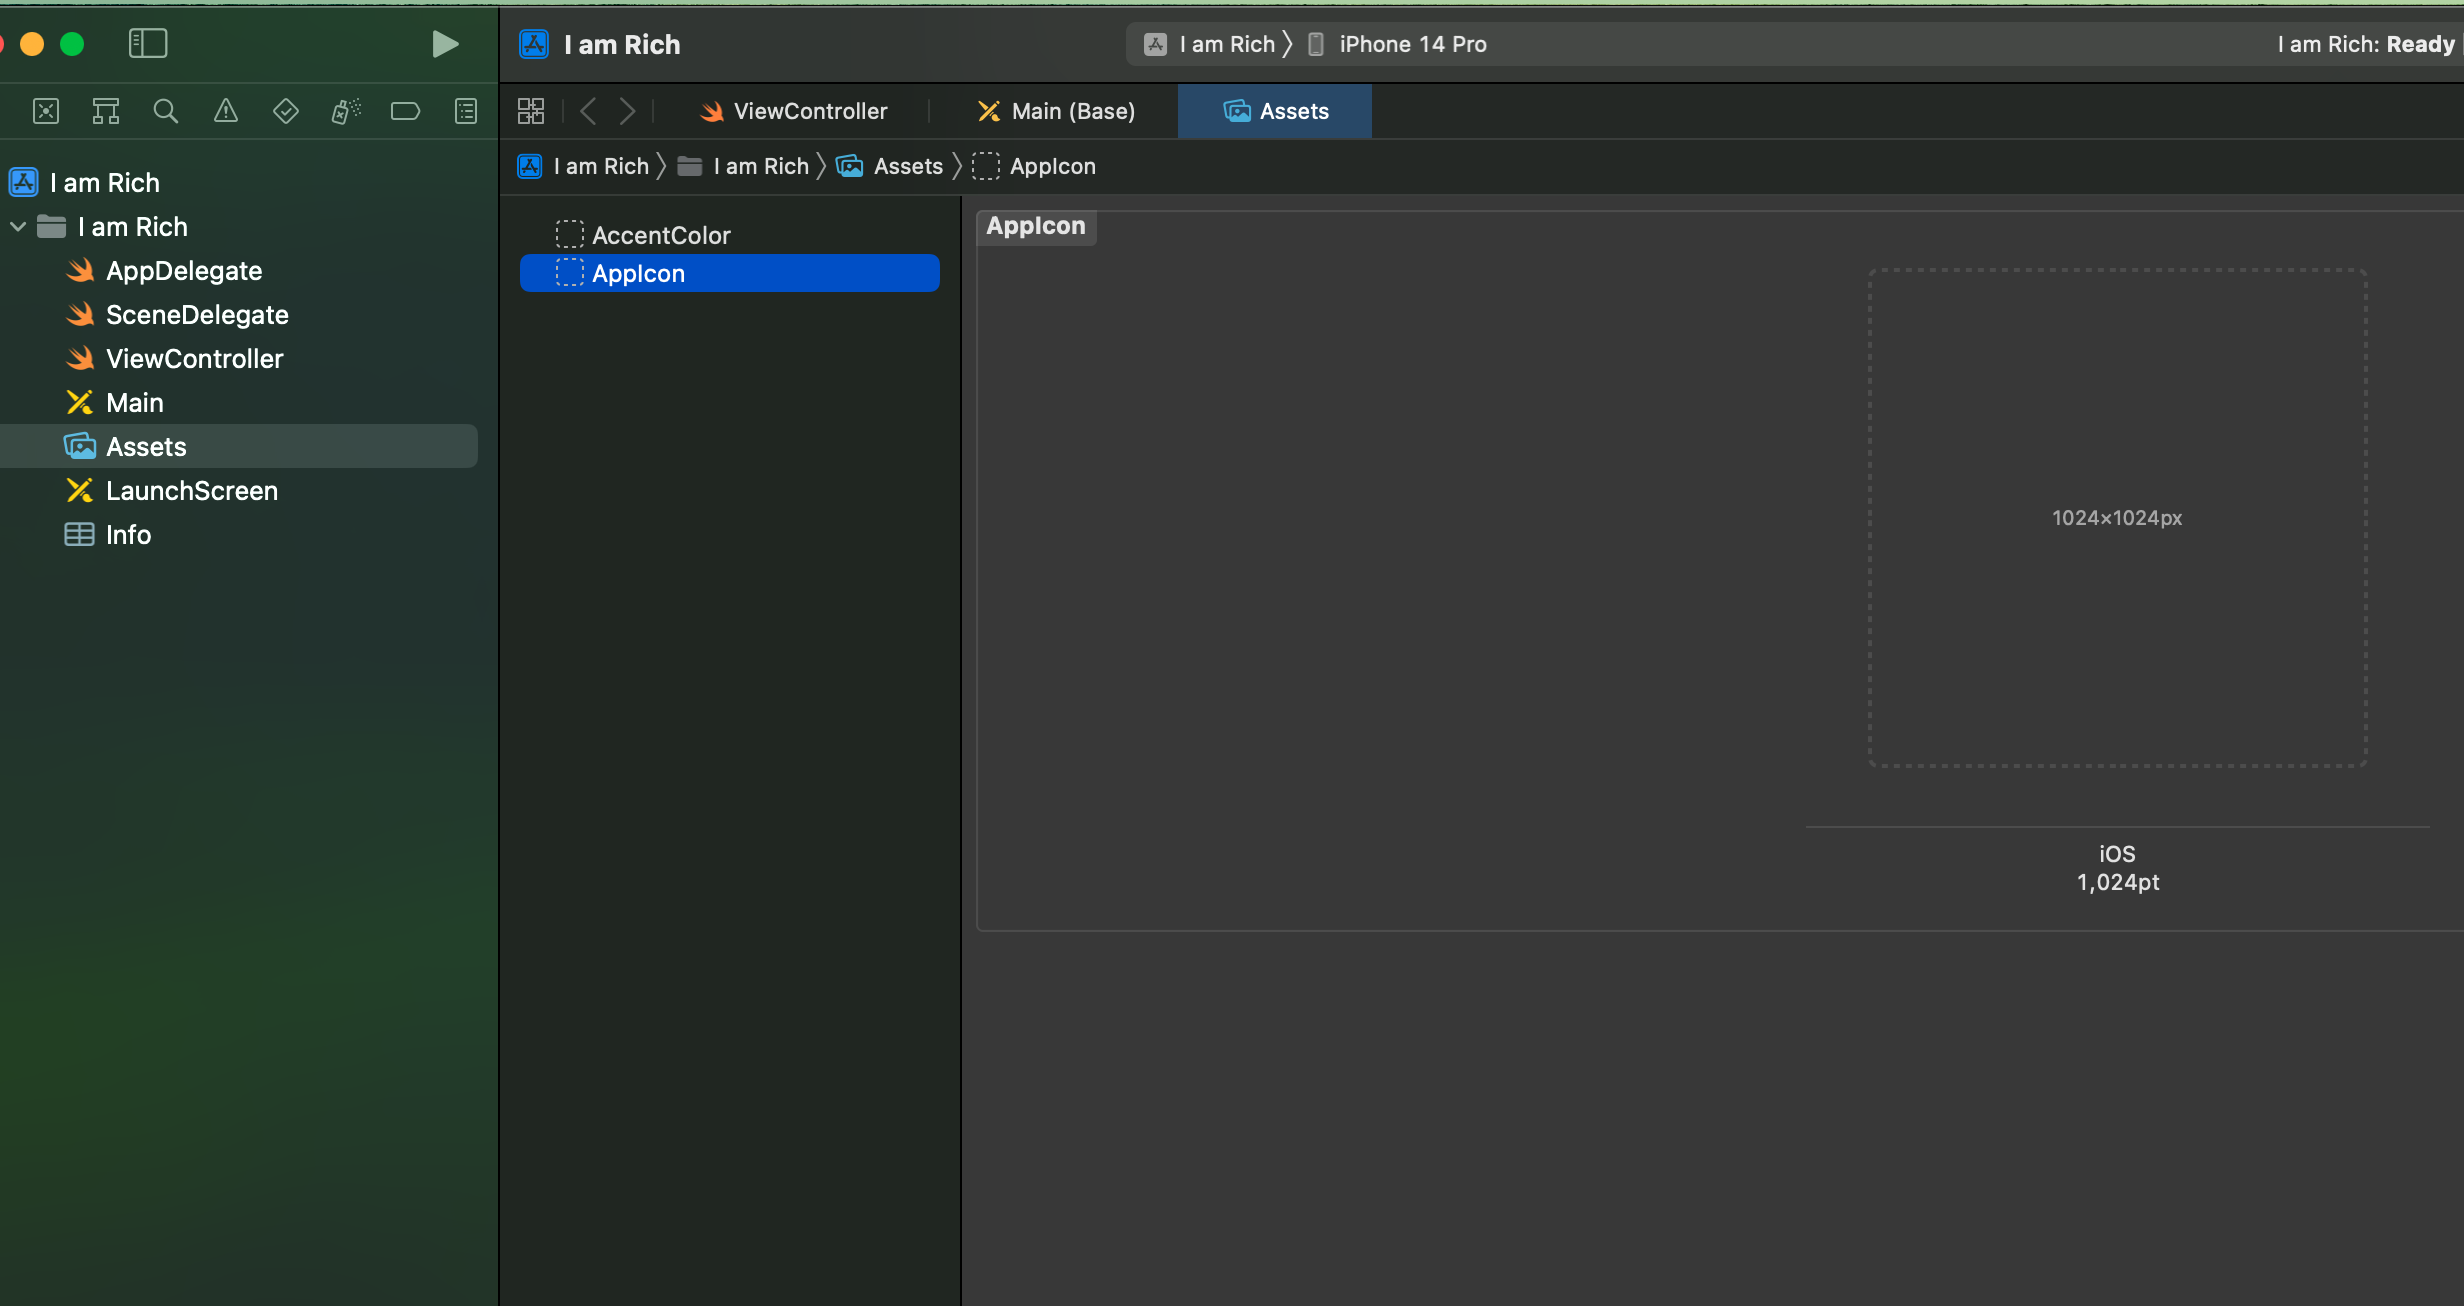 I am Rich
I am Rich
iPhone 14 Pro
I am Rich: Ready
ViewController
Main (Base)
Assets
I am Rich
I am Rich
Assets
AppIcon
I am Rich
I am Rich
AppDelegate
SceneDelegate
ViewController
Main
Assets
LaunchScreen
Info
AccentColor
AppIcon
AppIcon
1024×1024px
iOS
1,024pt